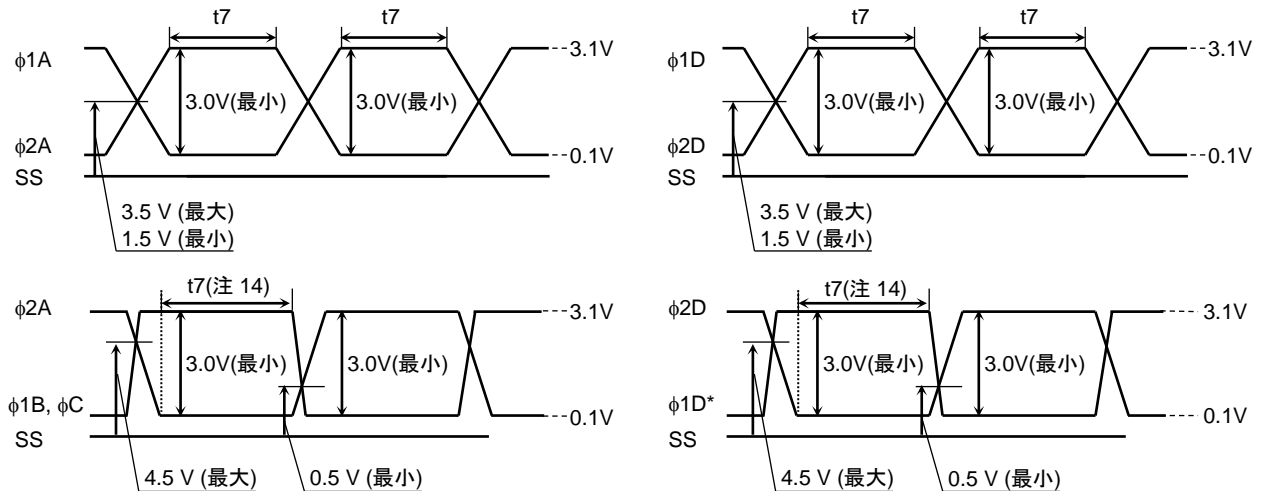 t7 t7
φ1A
3.1V
3.0V(最小) 3.0V(最小)
φ2A
0.1V
SS
3.5 V (最大)
1.5 V (最小)
t7 t7
φ1D
3.1V
3.0V(最小) 3.0V(最小)
φ2D
0.1V
SS
3.5 V (最大)
1.5 V (最小)
t7(注 14)
φ2A
3.1V
3.0V(最小) 3.0V(最小)
φ1B, φC
0.1V
SS
4.5 V (最大) 0.5 V (最小)
t7(注 14)
φ2D
3.1V
3.0V(最小) 3.0V(最小)
φ1D*
0.1V
SS
4.5 V (最大) 0.5 V (最小)